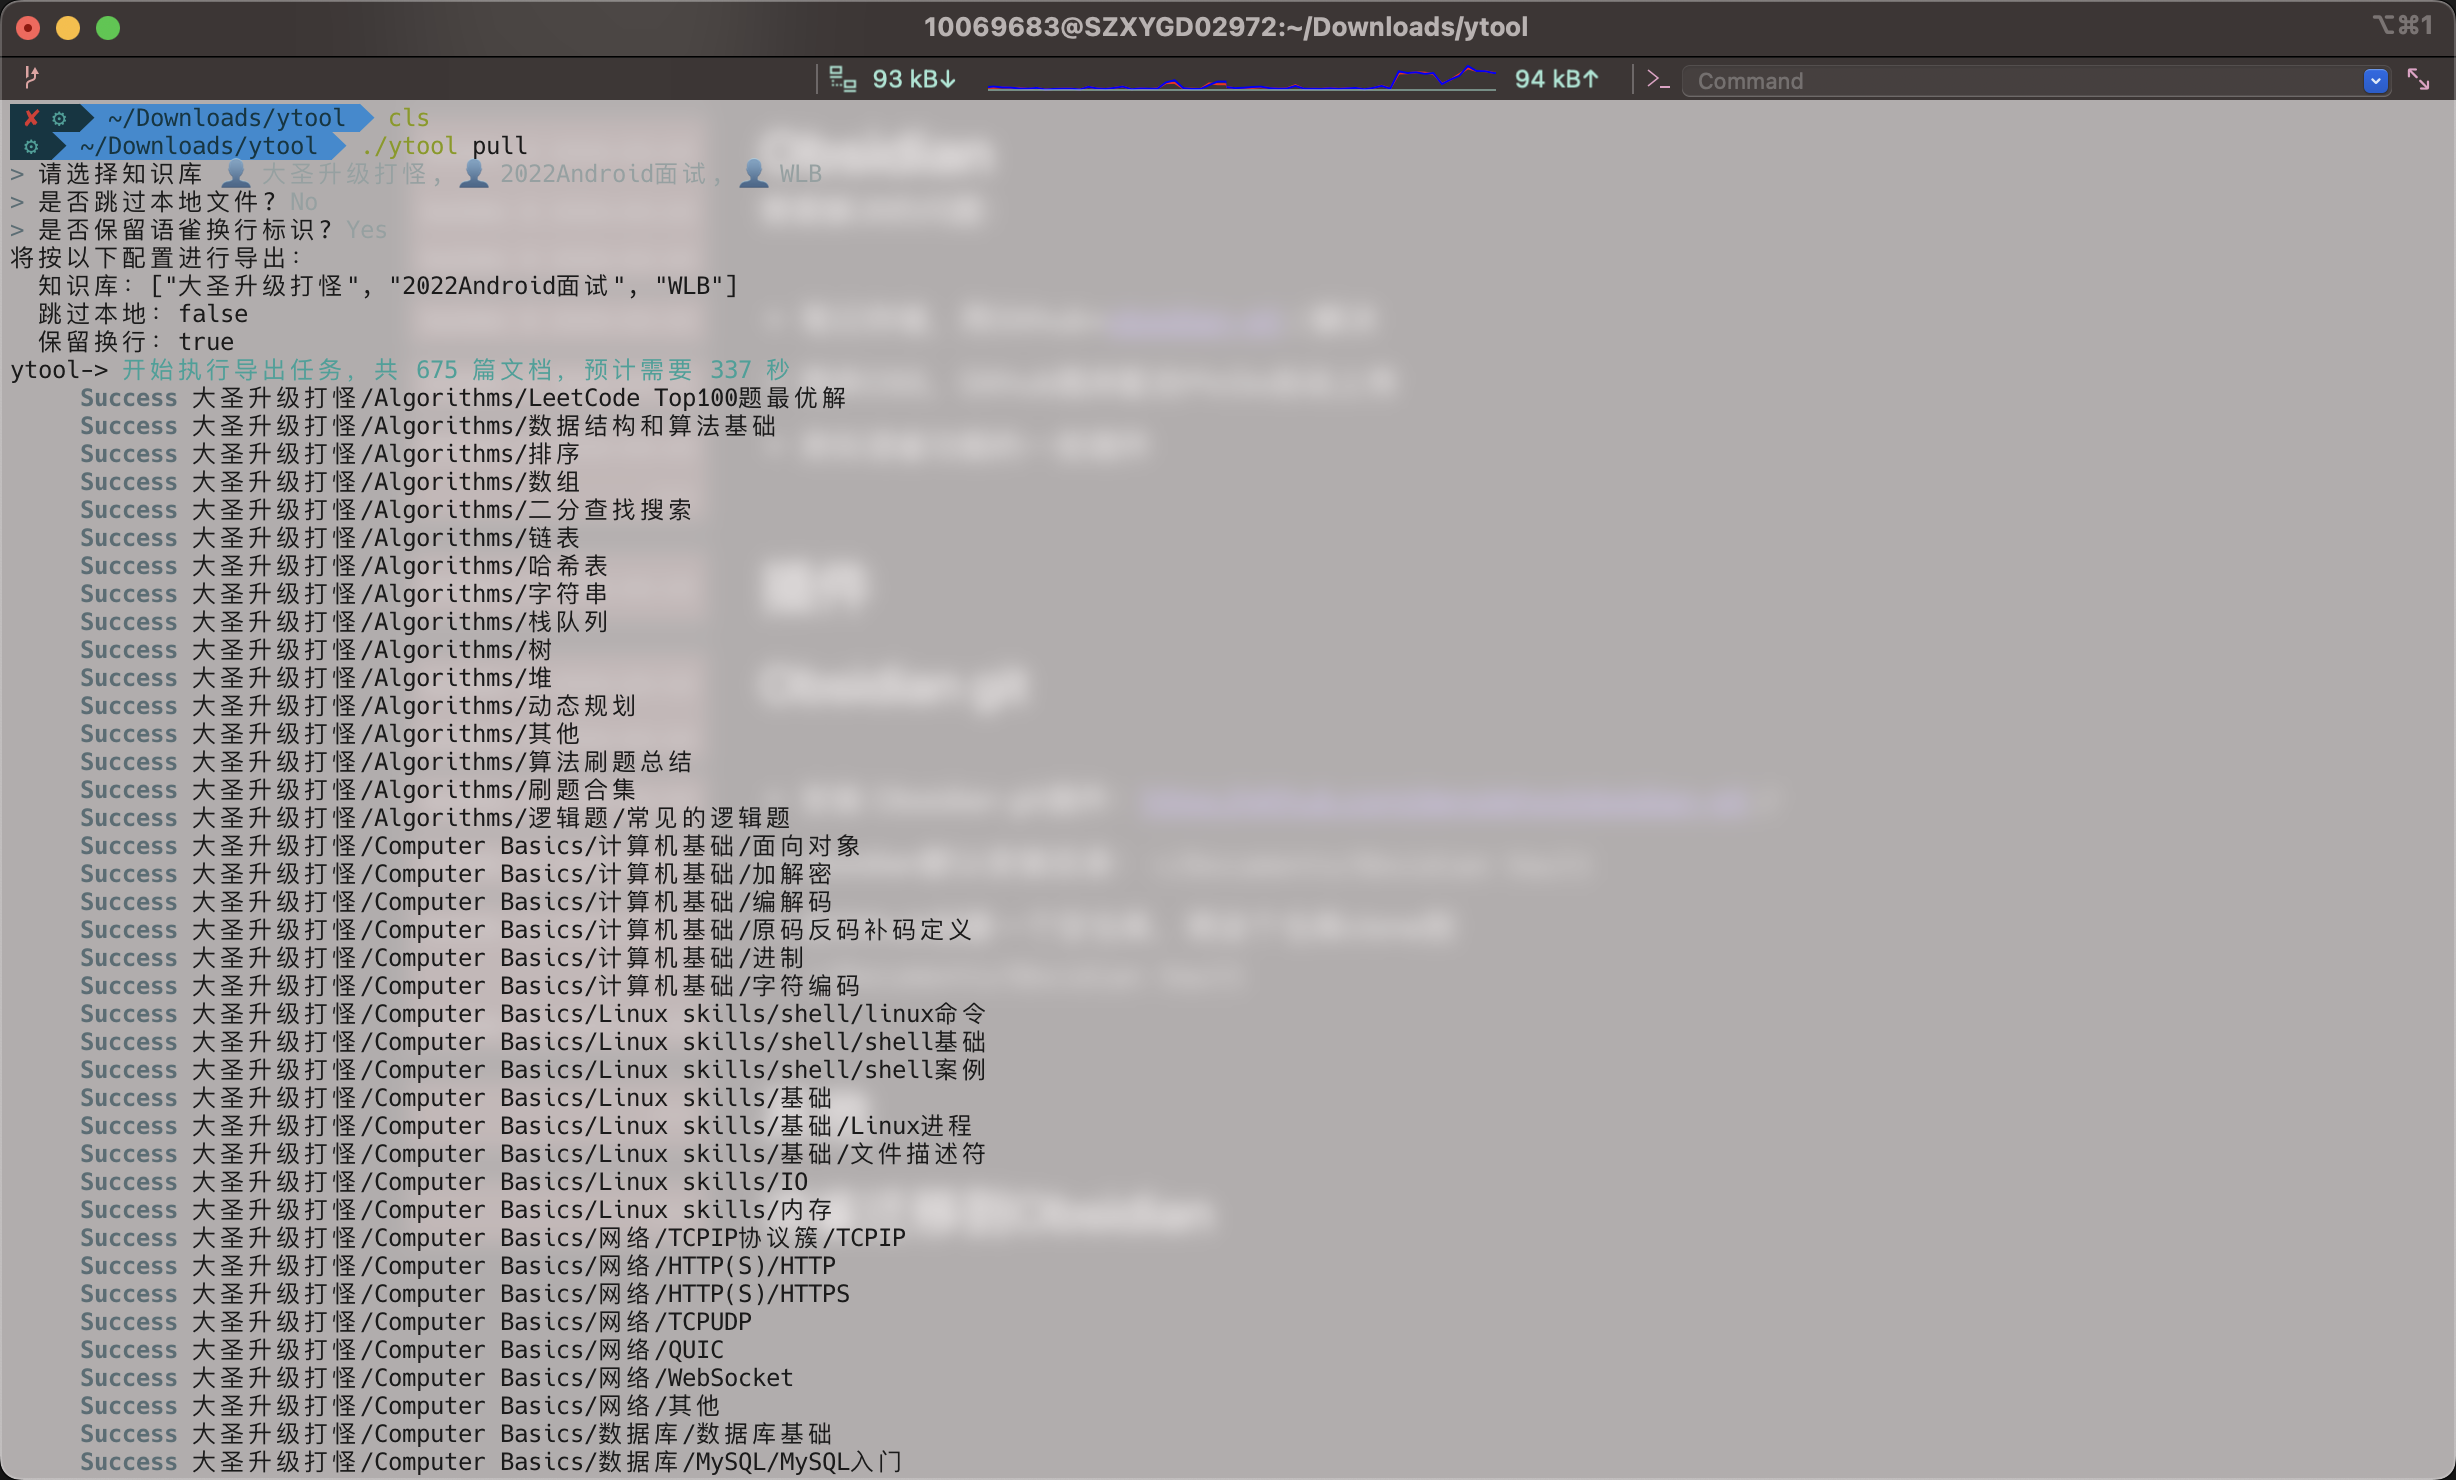 10069683@SZXYGD02972:~/Downloads/ytool
⌥⌘1
93 kB↓
94 kB↑
Command
✘ ⚙ ~/Downloads/ytool cls
⚙ ~/Downloads/ytool ./ytool pull
> 请选择知识库 👤 大圣升级打怪, 👤 2022Android面试, 👤 WLB
> 是否跳过本地文件? No
> 是否保留语雀换行标识? Yes
将按以下配置进行导出：
知识库：["大圣升级打怪", "2022Android面试", "WLB"]
跳过本地：false
保留换行：true
ytool-> 开始执行导出任务，共 675 篇文档，预计需要 337 秒
Success 大圣升级打怪/Algorithms/LeetCode Top100题最优解
Success 大圣升级打怪/Algorithms/数据结构和算法基础
Success 大圣升级打怪/Algorithms/排序
Success 大圣升级打怪/Algorithms/数组
Success 大圣升级打怪/Algorithms/二分查找搜索
Success 大圣升级打怪/Algorithms/链表
Success 大圣升级打怪/Algorithms/哈希表
Success 大圣升级打怪/Algorithms/字符串
Success 大圣升级打怪/Algorithms/栈队列
Success 大圣升级打怪/Algorithms/树
Success 大圣升级打怪/Algorithms/堆
Success 大圣升级打怪/Algorithms/动态规划
Success 大圣升级打怪/Algorithms/其他
Success 大圣升级打怪/Algorithms/算法刷题总结
Success 大圣升级打怪/Algorithms/刷题合集
Success 大圣升级打怪/Algorithms/逻辑题/常见的逻辑题
Success 大圣升级打怪/Computer Basics/计算机基础/面向对象
Success 大圣升级打怪/Computer Basics/计算机基础/加解密
Success 大圣升级打怪/Computer Basics/计算机基础/编解码
Success 大圣升级打怪/Computer Basics/计算机基础/原码反码补码定义
Success 大圣升级打怪/Computer Basics/计算机基础/进制
Success 大圣升级打怪/Computer Basics/计算机基础/字符编码
Success 大圣升级打怪/Computer Basics/Linux skills/shell/linux命令
Success 大圣升级打怪/Computer Basics/Linux skills/shell/shell基础
Success 大圣升级打怪/Computer Basics/Linux skills/shell/shell案例
Success 大圣升级打怪/Computer Basics/Linux skills/基础
Success 大圣升级打怪/Computer Basics/Linux skills/基础/Linux进程
Success 大圣升级打怪/Computer Basics/Linux skills/基础/文件描述符
Success 大圣升级打怪/Computer Basics/Linux skills/IO
Success 大圣升级打怪/Computer Basics/Linux skills/内存
Success 大圣升级打怪/Computer Basics/网络/TCPIP协议簇/TCPIP
Success 大圣升级打怪/Computer Basics/网络/HTTP(S)/HTTP
Success 大圣升级打怪/Computer Basics/网络/HTTP(S)/HTTPS
Success 大圣升级打怪/Computer Basics/网络/TCPUDP
Success 大圣升级打怪/Computer Basics/网络/QUIC
Success 大圣升级打怪/Computer Basics/网络/WebSocket
Success 大圣升级打怪/Computer Basics/网络/其他
Success 大圣升级打怪/Computer Basics/数据库/数据库基础
Success 大圣升级打怪/Computer Basics/数据库/MySQL/MySQL入门